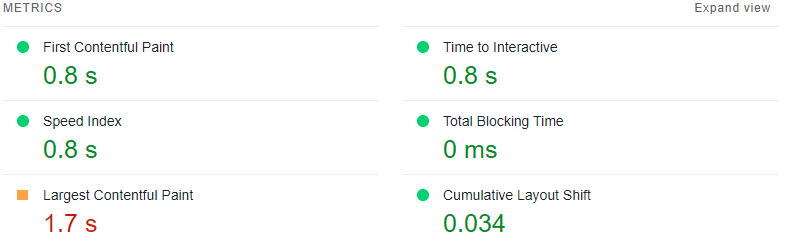 METRICS
Expand view
First Contentful Paint
0.8 s
Time to Interactive
0.8 s
Speed Index
0.8 s
Total Blocking Time
0 ms
Largest Contentful Paint
1.7 s
Cumulative Layout Shift
0.034